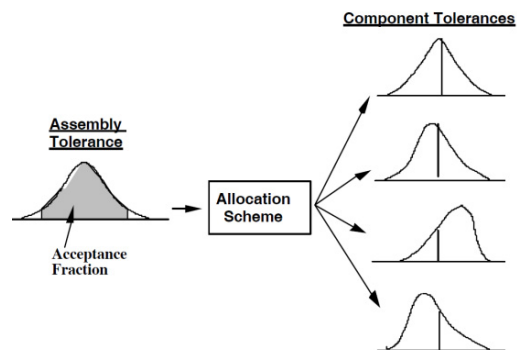 Component Tolerances
Assembly
Tolerance
Allocation
Scheme
Acceptance
Fraction